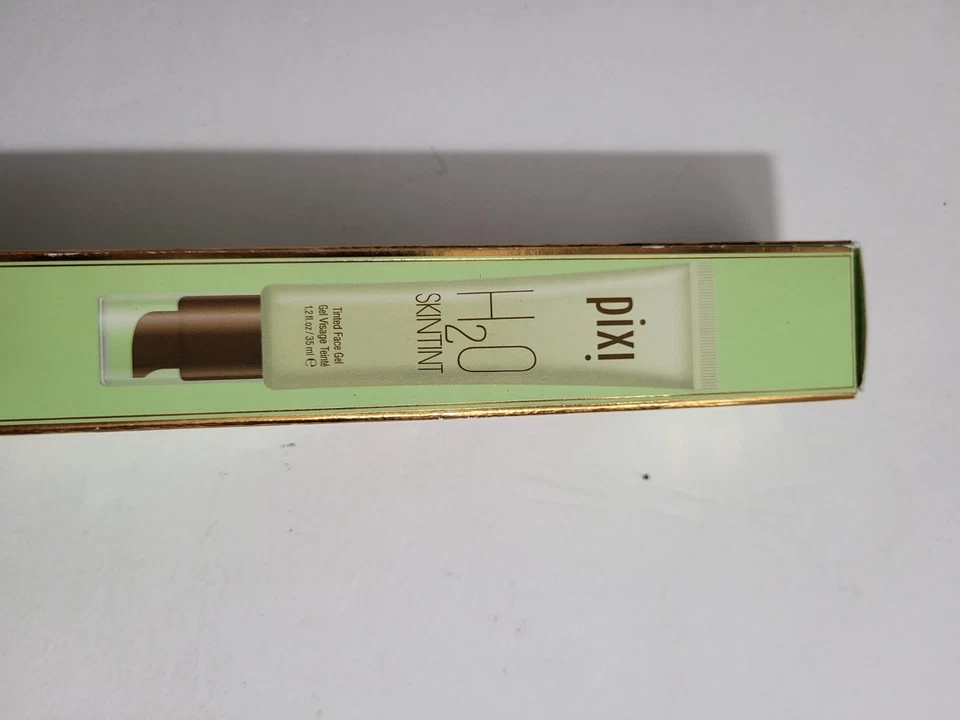 pixi
H2O
SKINTINT
Tinted Face Gel
Gel Visage Teinté
1.2 fl.oz / 35 ml ℮